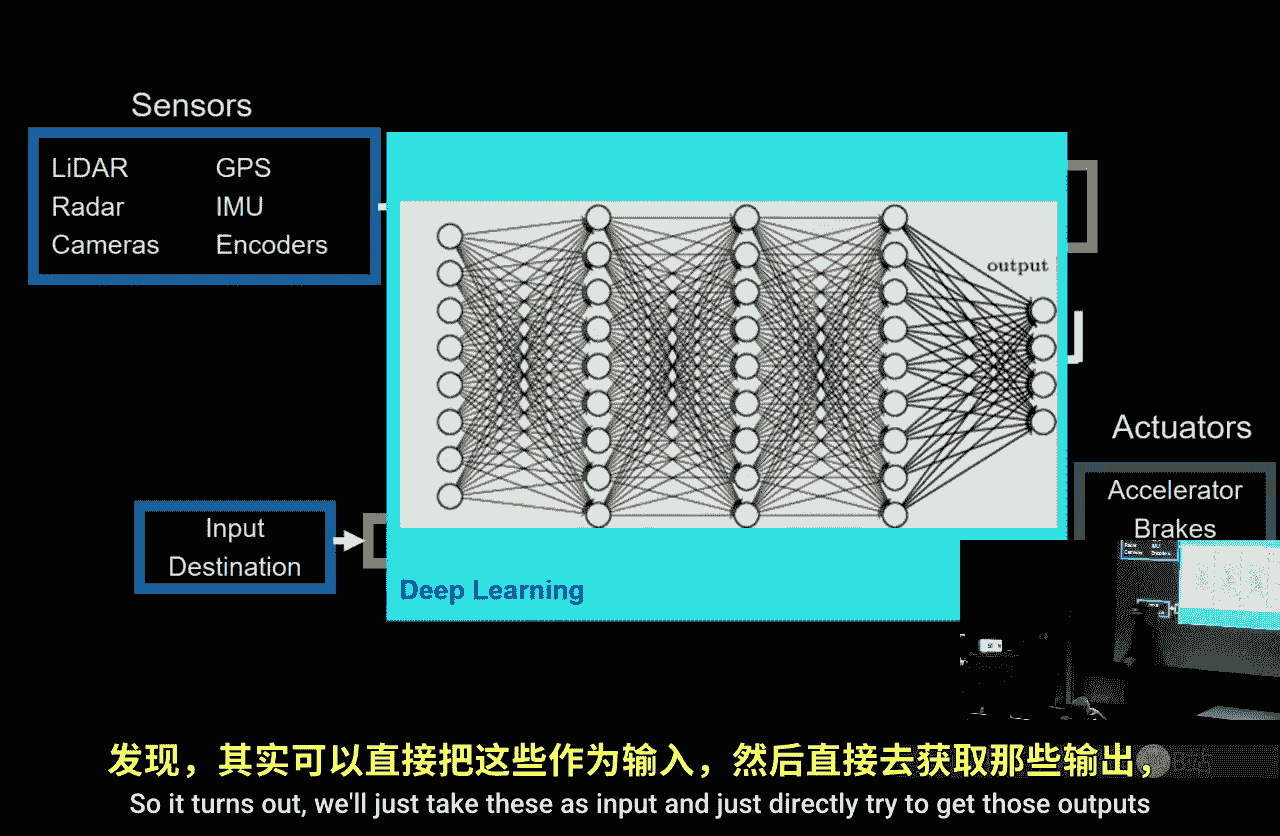 Sensors
LiDAR GPS
Radar IMU
Cameras Encoders
output
Actuators
Accelerator
Brakes
Input
Destination
Deep Learning
发现，其实可以直接把这些作为输入，然后直接去获取那些输出，
So it turns out, we'll just take these as input and just directly try to get those outputs